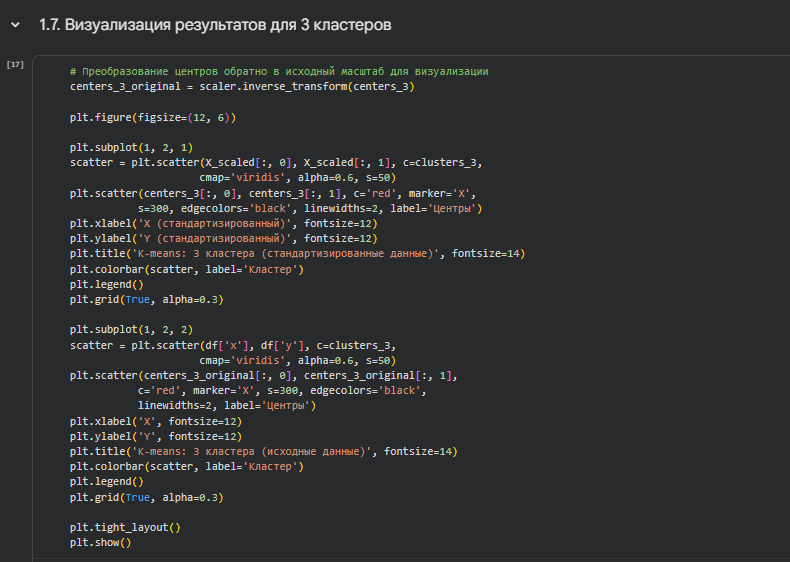 1.7. Визуализация результатов для 3 кластеров
[17]
# Преобразование центров обратно в исходный масштаб для визуализации
centers_3_original = scaler.inverse_transform(centers_3)
plt.figure(figsize=(12, 6))
plt.subplot(1, 2, 1)
scatter = plt.scatter(X_scaled[:, 0], X_scaled[:, 1], c=clusters_3,
cmap='viridis', alpha=0.6, s=50)
plt.scatter(centers_3[:, 0], centers_3[:, 1], c='red', marker='X',
s=300, edgecolors='black', linewidths=2, label='Центры')
plt.xlabel('X (стандартизированный)', fontsize=12)
plt.ylabel('Y (стандартизированный)', fontsize=12)
plt.title('K-means: 3 кластера (стандартизированные данные)', fontsize=14)
plt.colorbar(scatter, label='Кластер')
plt.legend()
plt.grid(True, alpha=0.3)
plt.subplot(1, 2, 2)
scatter = plt.scatter(df['x'], df['y'], c=clusters_3,
cmap='viridis', alpha=0.6, s=50)
plt.scatter(centers_3_original[:, 0], centers_3_original[:, 1],
c='red', marker='X', s=300, edgecolors='black',
linewidths=2, label='Центры')
plt.xlabel('X', fontsize=12)
plt.ylabel('Y', fontsize=12)
plt.title('K-means: 3 кластера (исходные данные)', fontsize=14)
plt.colorbar(scatter, label='Кластер')
plt.legend()
plt.grid(True, alpha=0.3)
plt.tight_layout()
plt.show()